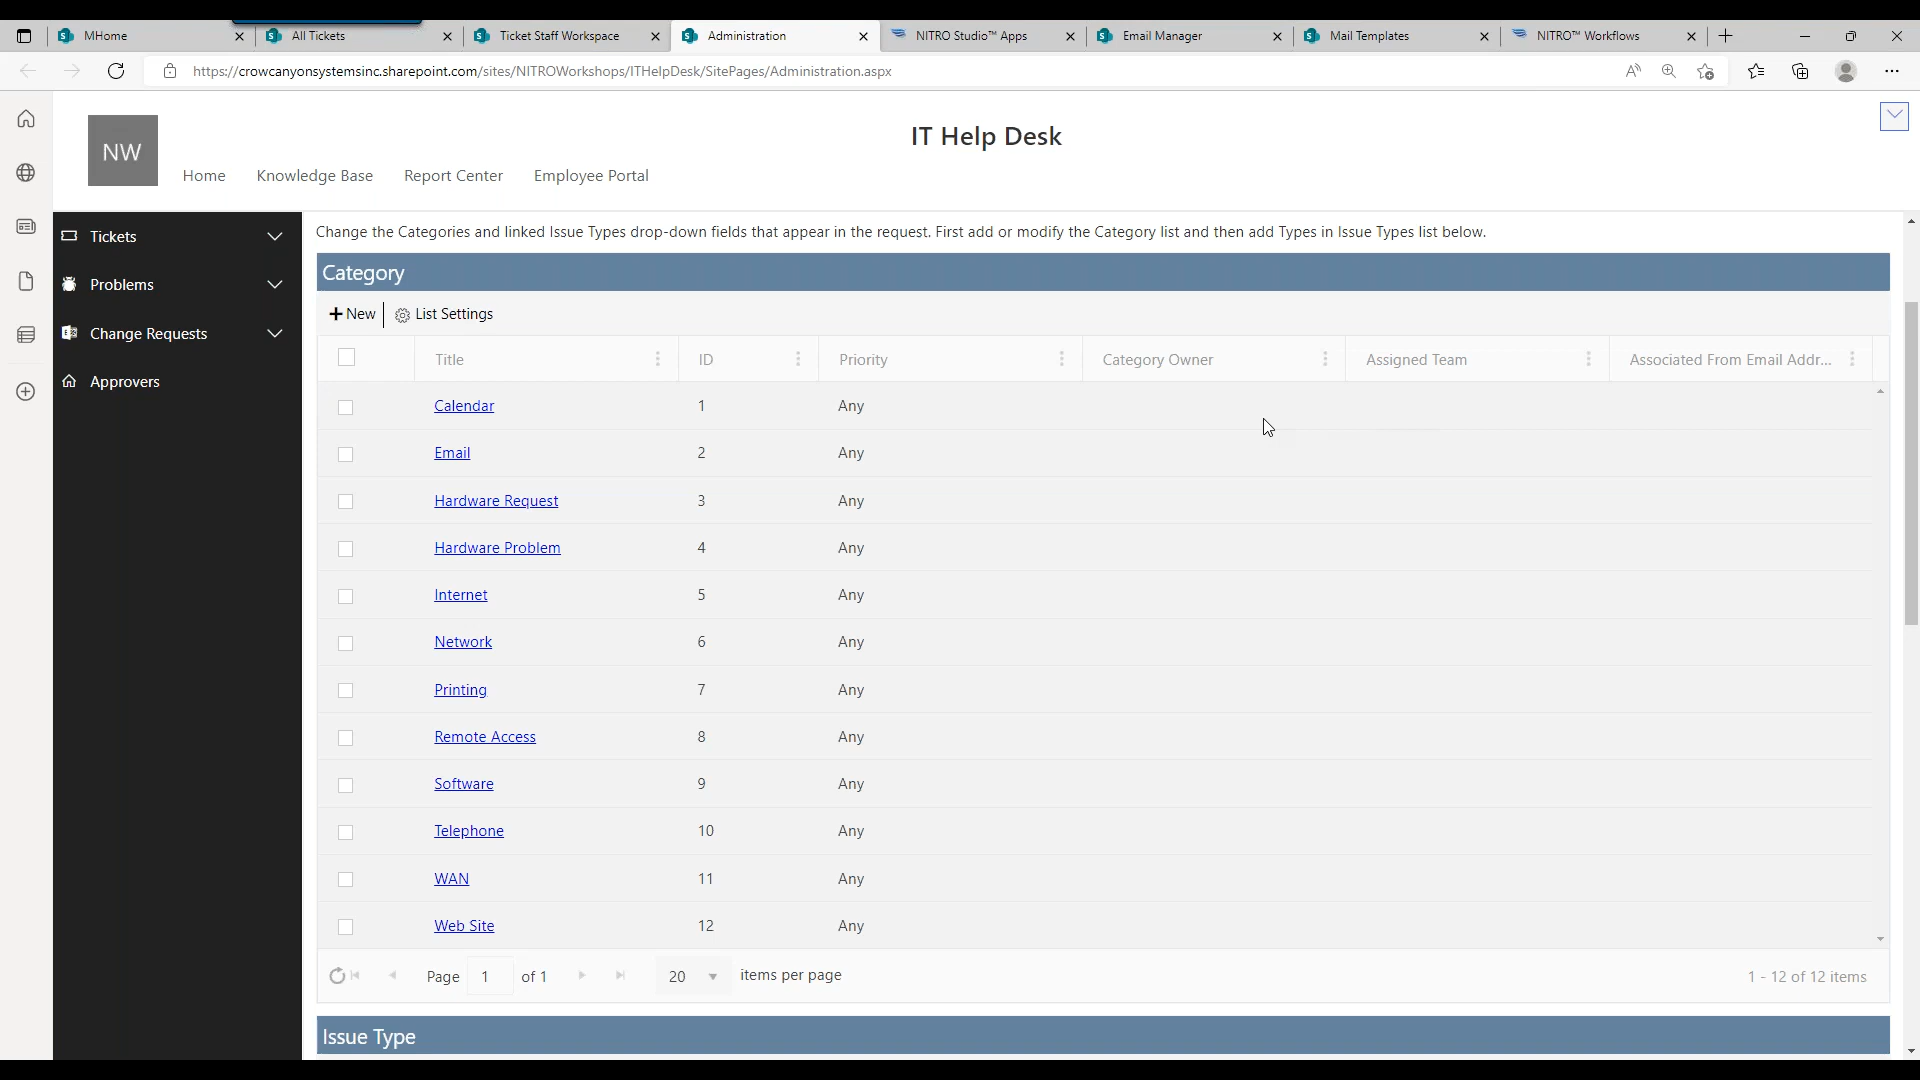 MHome
All Tickets
Ticket Staff Workspace
Administration
NITRO Studio™ Apps
Email Manager
Mail Templates
NITRO™ Workflows
https://crowcanyonsystemsinc.sharepoint.com/sites/NITROWorkshops/ITHelpDesk/SitePages/Administration.aspx
NW
IT Help Desk
Home Knowledge Base Report Center Employee Portal
Tickets
Problems
Change Requests
Approvers
Change the Categories and linked Issue Types drop-down fields that appear in the request. First add or modify the Category list and then add Types in Issue Types list below.
Category
New List Settings
Title ID Priority Category Owner Assigned Team Associated From Email Addr...
Calendar 1 Any
Email 2 Any
Hardware Request 3 Any
Hardware Problem 4 Any
Internet 5 Any
Network 6 Any
Printing 7 Any
Remote Access 8 Any
Software 9 Any
Telephone 10 Any
WAN 11 Any
Web Site 12 Any
Page 1 of 1 20 items per page 1 - 12 of 12 items
Issue Type